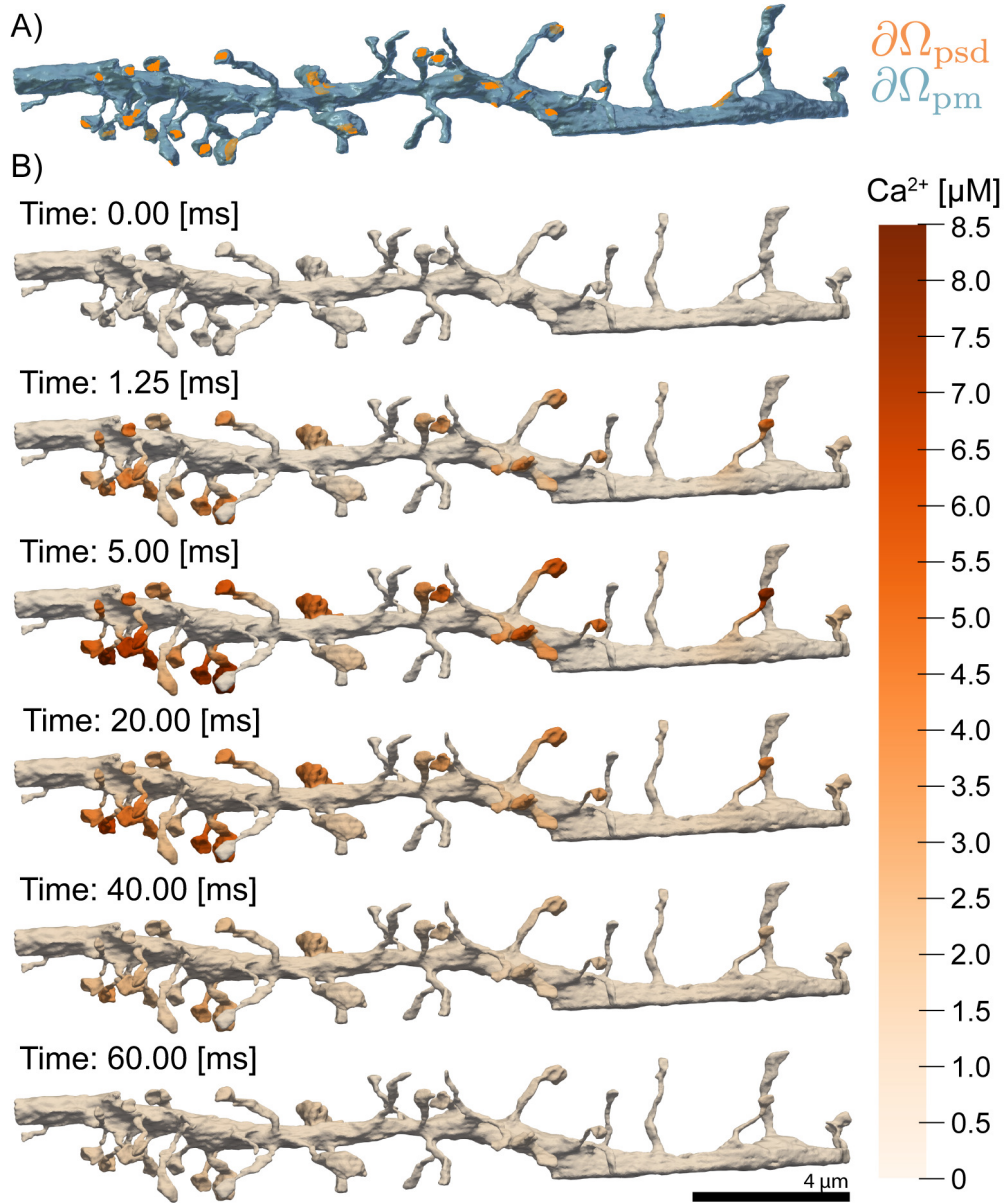 A)
∂Ωpsd
∂Ωpm
B)
Ca²⁺ [µM]
Time: 0.00 [ms]
8.5
8.0
7.5
7.0
6.5
6.0
5.5
5.0
4.5
4.0
3.5
3.0
2.5
2.0
1.5
1.0
0.5
0
Time: 1.25 [ms]
Time: 5.00 [ms]
Time: 20.00 [ms]
Time: 40.00 [ms]
Time: 60.00 [ms]
4 µm